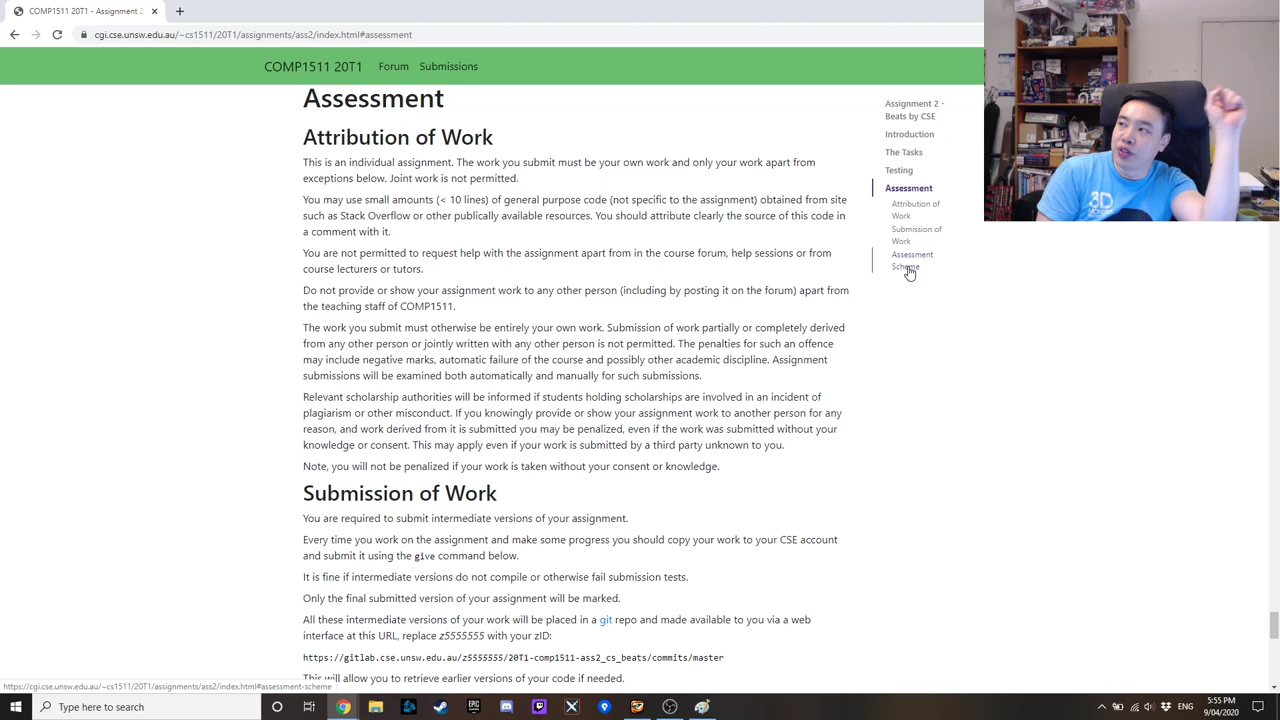 COMP1511 20T1 - Assignment 2
cgi.cse.unsw.edu.au/~cs1511/20T1/assignments/ass2/index.html#assessment
COMP1511 20T1 Forum Submissions
Assessment
Attribution of Work
This is an individual assignment. The work you submit must be your own work and only your work apart from
exceptions below. Joint work is not permitted.
You may use small amounts (< 10 lines) of general purpose code (not specific to the assignment) obtained from site
such as Stack Overflow or other publically available resources. You should attribute clearly the source of this code in
a comment with it.
You are not permitted to request help with the assignment apart from in the course forum, help sessions or from
course lecturers or tutors.
Do not provide or show your assignment work to any other person (including by posting it on the forum) apart from
the teaching staff of COMP1511.
The work you submit must otherwise be entirely your own work. Submission of work partially or completely derived
from any other person or jointly written with any other person is not permitted. The penalties for such an offence
may include negative marks, automatic failure of the course and possibly other academic discipline. Assignment
submissions will be examined both automatically and manually for such submissions.
Relevant scholarship authorities will be informed if students holding scholarships are involved in an incident of
plagiarism or other misconduct. If you knowingly provide or show your assignment work to another person for any
reason, and work derived from it is submitted you may be penalized, even if the work was submitted without your
knowledge or consent. This may apply even if your work is submitted by a third party unknown to you.
Note, you will not be penalized if your work is taken without your consent or knowledge.
Submission of Work
You are required to submit intermediate versions of your assignment.
Every time you work on the assignment and make some progress you should copy your work to your CSE account
and submit it using the give command below.
It is fine if intermediate versions do not compile or otherwise fail submission tests.
Only the final submitted version of your assignment will be marked.
All these intermediate versions of your work will be placed in a git repo and made available to you via a web
interface at this URL, replace z5555555 with your zID:
https://gitlab.cse.unsw.edu.au/z5555555/20T1-comp1511-ass2_cs_beats/commits/master
This will allow you to retrieve earlier versions of your code if needed.
Assignment 2 -
Beats by CSE
Introduction
The Tasks
Testing
Assessment
Attribution of
Work
Submission of
Work
Assessment
Scheme
3D
https://cgi.cse.unsw.edu.au/~cs1511/20T1/assignments/ass2/index.html#assessment-scheme
Type here to search
EPIC
5:55 PM
9/04/2020